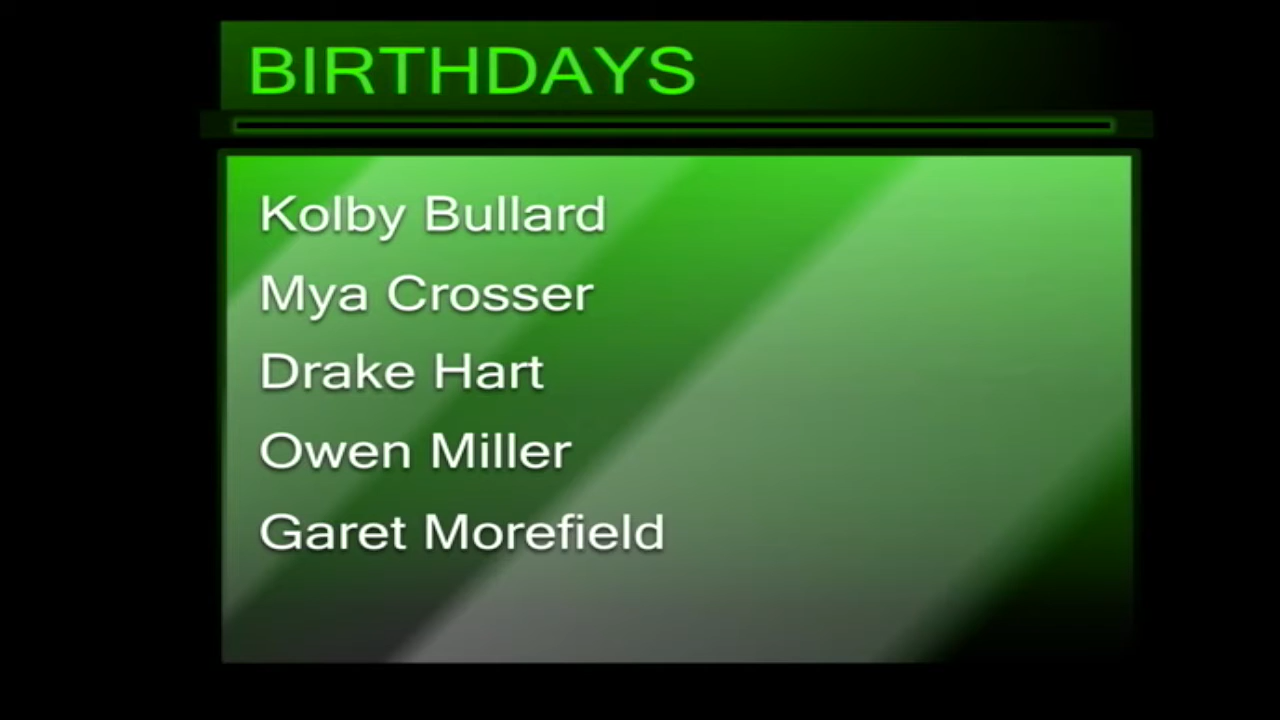 BIRTHDAYS
Kolby Bullard
Mya Crosser
Drake Hart
Owen Miller
Garet Morefield